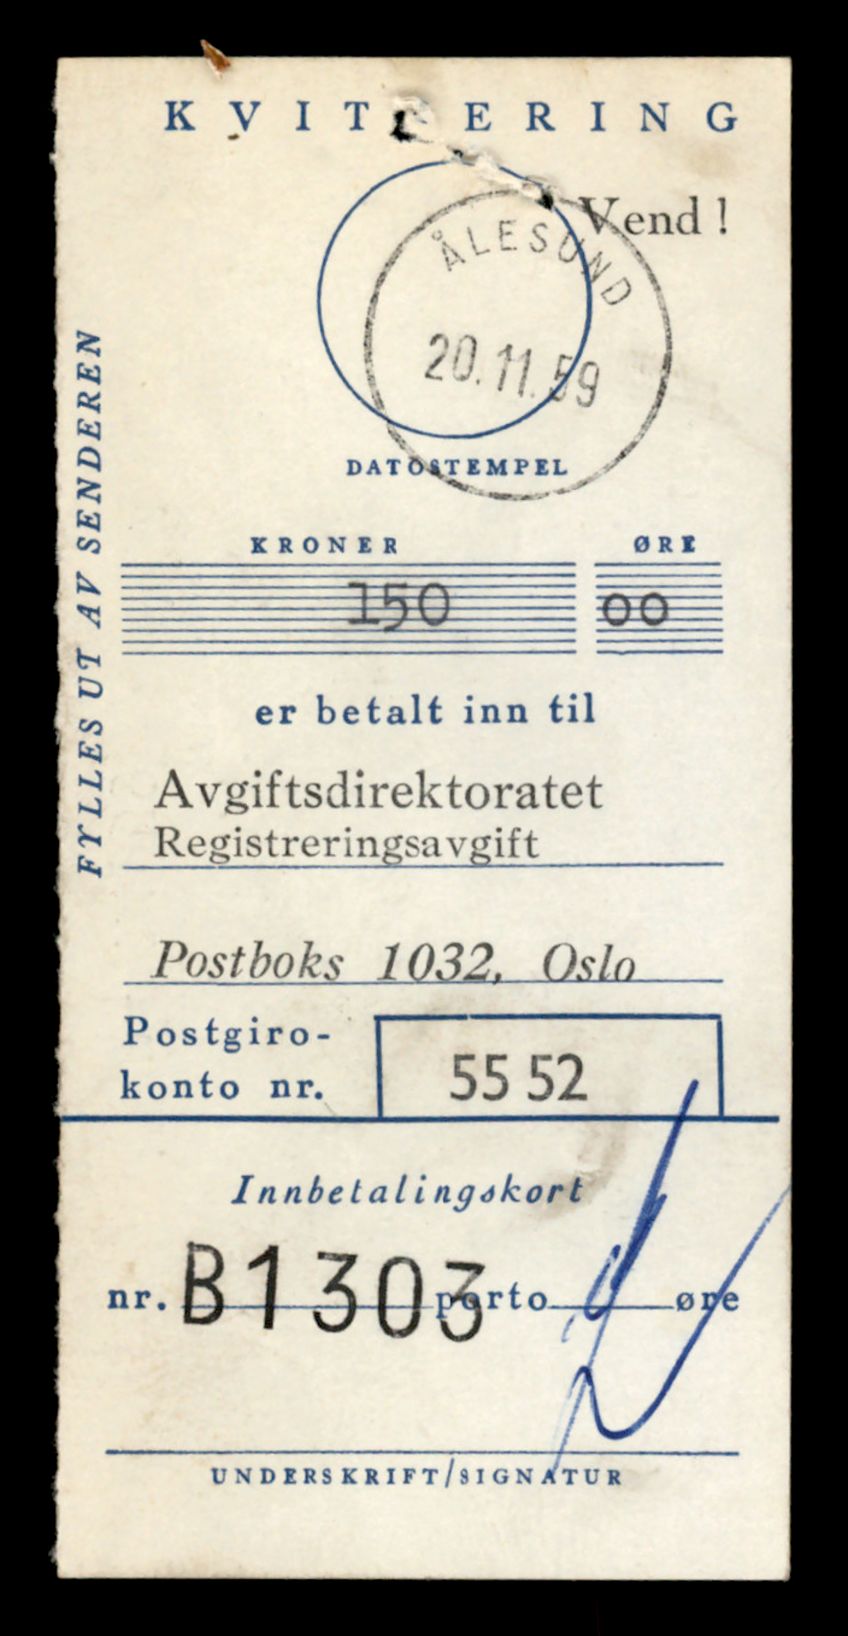 KVITTERING
Vend !
ÅLESUND
20.11.59
DATOSTEMPEL
FYLLES UT AV SENDEREN
KRONER ØRE
150 00
er betalt inn til
Avgiftsdirektoratet
Registreringsavgift
Postboks 1032, Oslo
Postgiro-
konto nr. 55 52
Innbetalingskort
nr. B1303 porto øre
UNDERSKRIFT/SIGNATUR